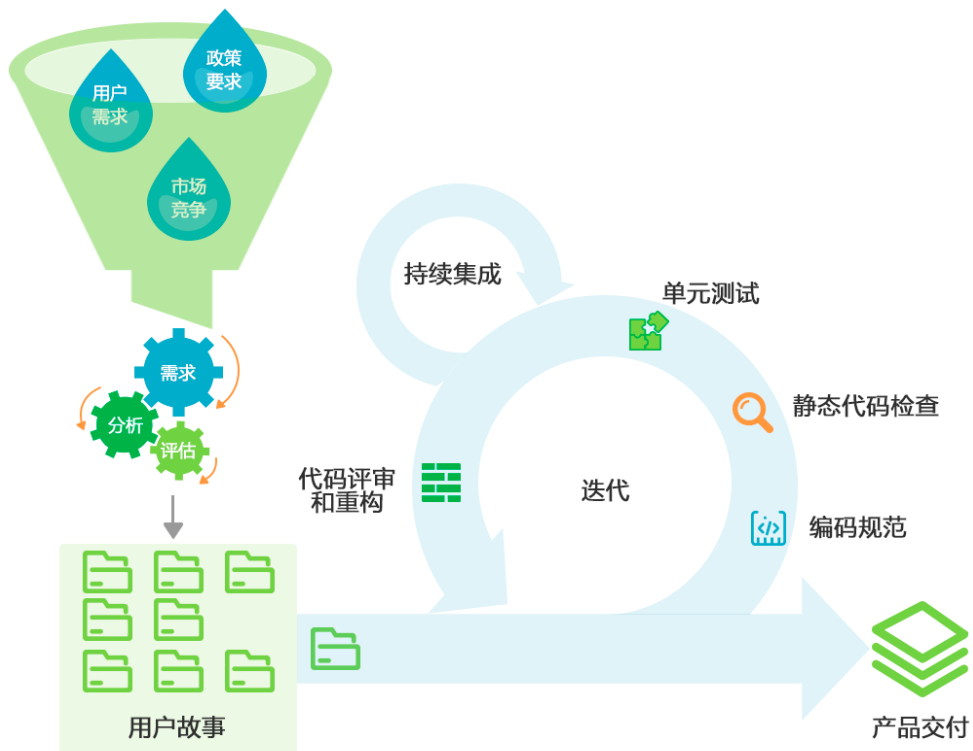 政策
要求
用户
需求
市场
竞争
持续集成
单元测试
需求
分析
评估
静态代码检查
代码评审
和重构
迭代
编码规范
用户故事
产品交付